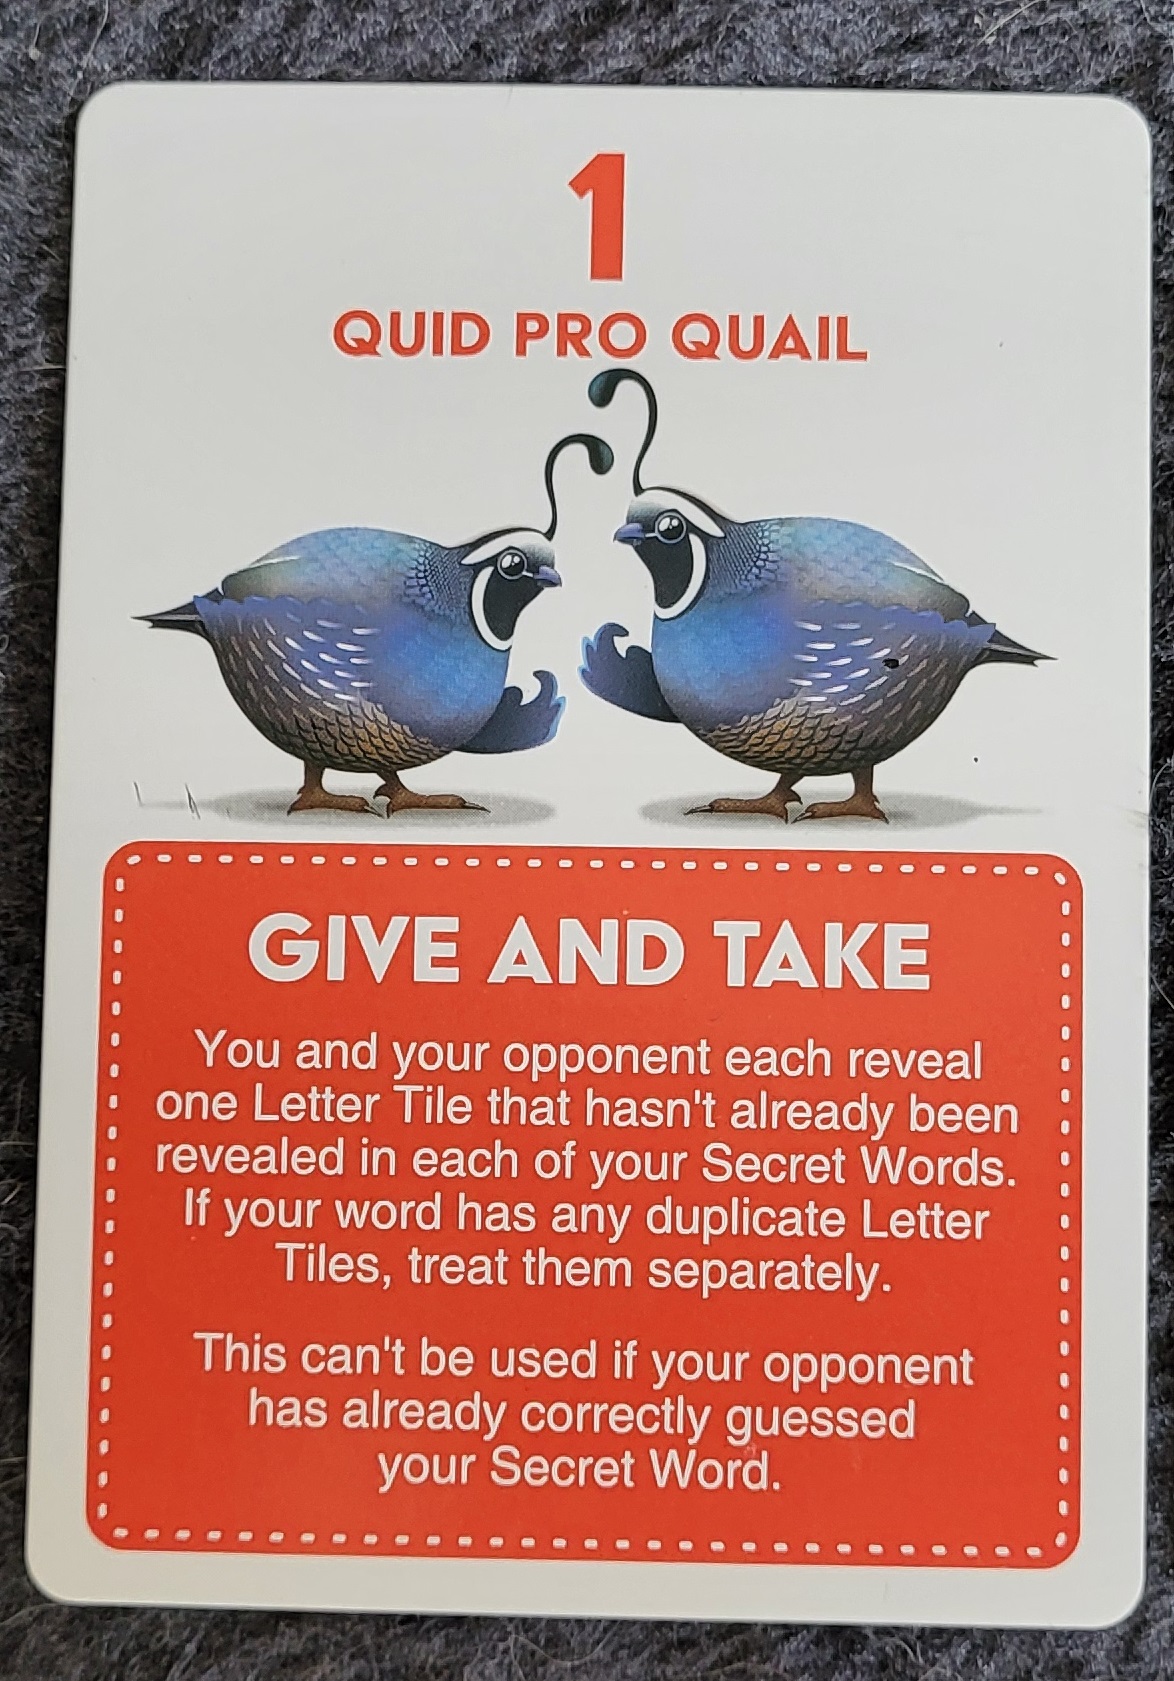 1
QUID PRO QUAIL
GIVE AND TAKE
You and your opponent each reveal
one Letter Tile that hasn't already been
revealed in each of your Secret Words.
If your word has any duplicate Letter
Tiles, treat them separately.
This can't be used if your opponent
has already correctly guessed
your Secret Word.